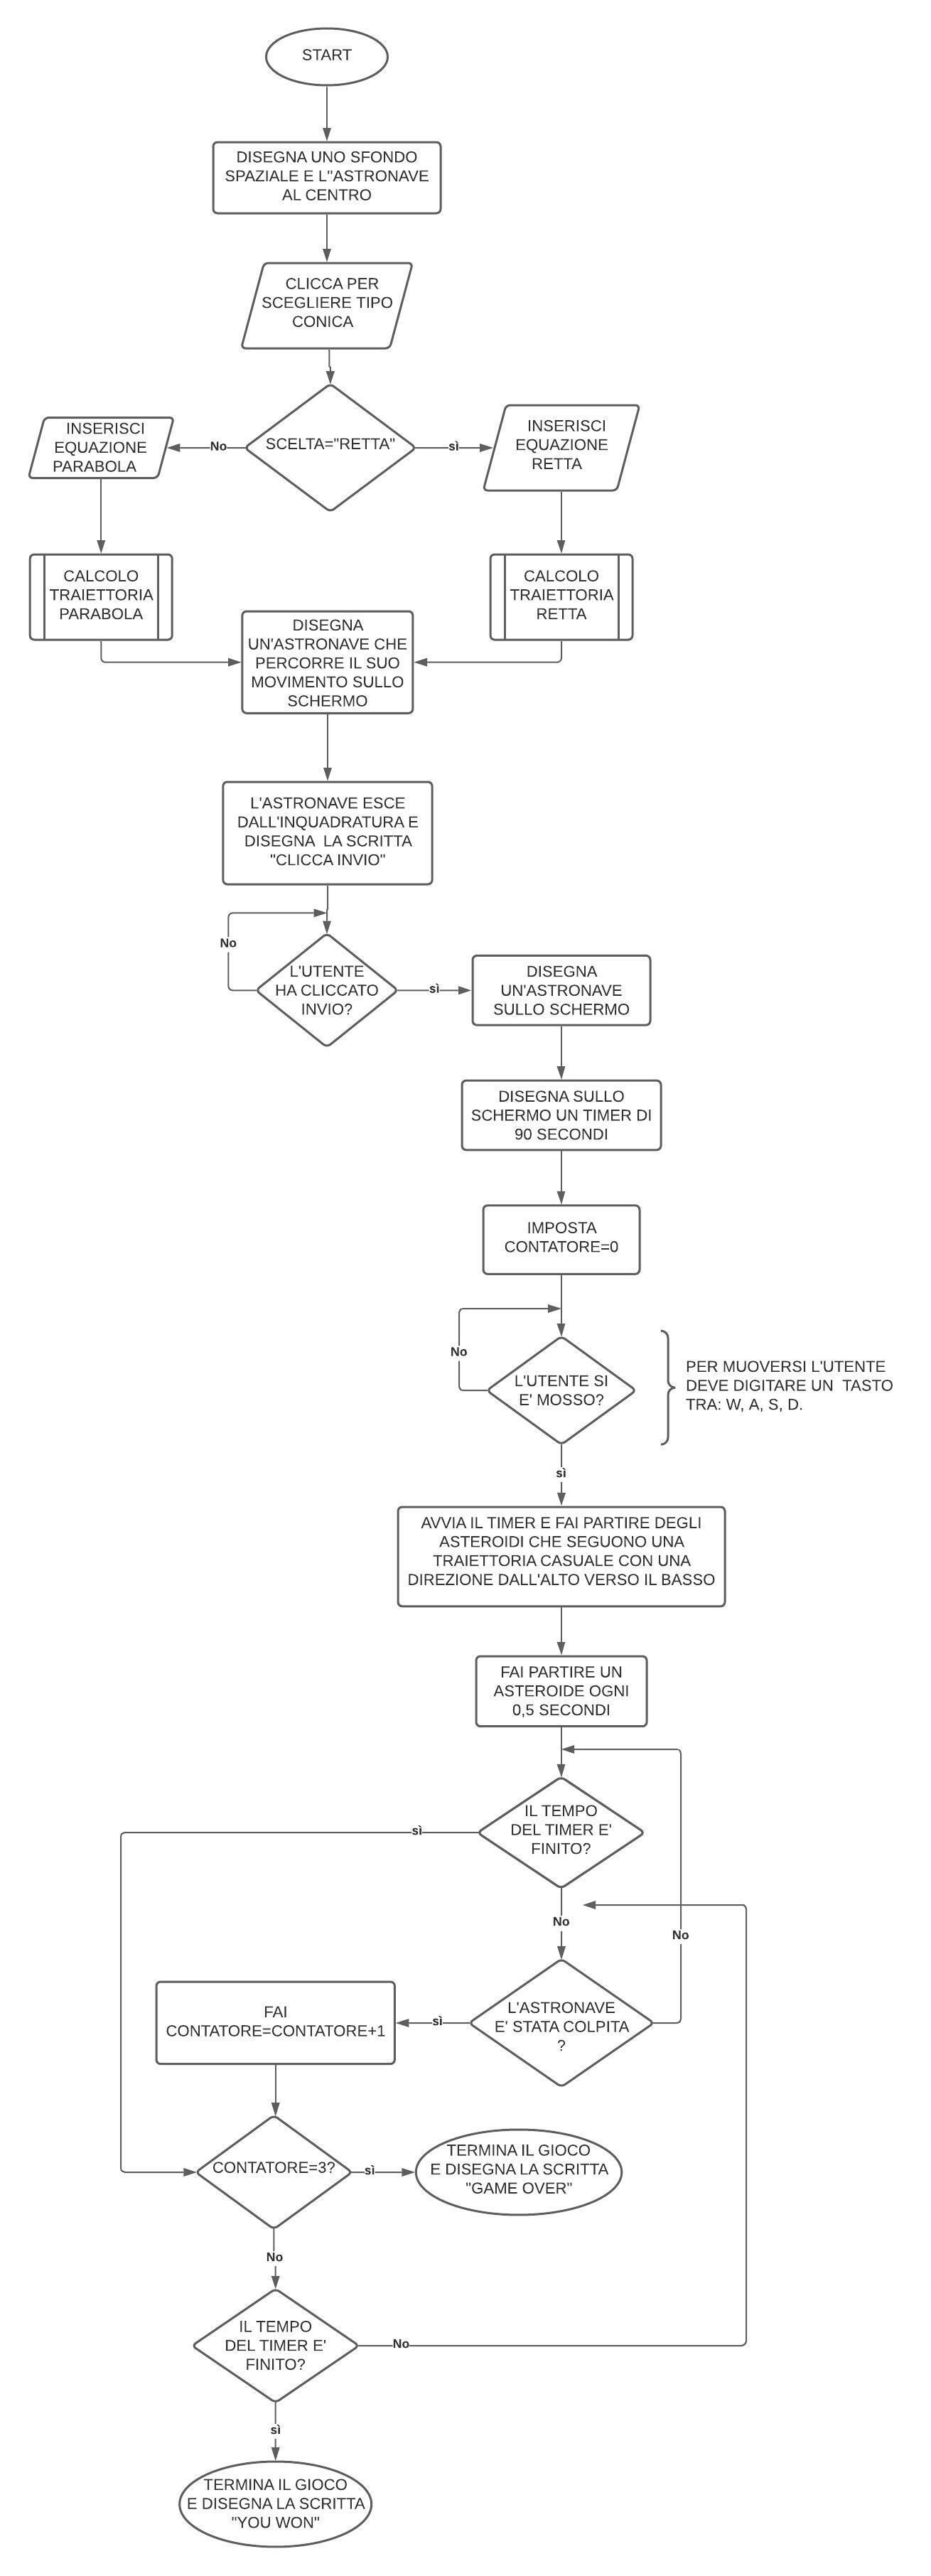 START
DISEGNA UNO SFONDO
SPAZIALE E L"ASTRONAVE
AL CENTRO
CLICCA PER
SCEGLIERE TIPO
CONICA
SCELTA="RETTA"
No
sì
INSERISCI
EQUAZIONE
PARABOLA
INSERISCI
EQUAZIONE
RETTA
CALCOLO
TRAIETTORIA
PARABOLA
CALCOLO
TRAIETTORIA
RETTA
DISEGNA
UN'ASTRONAVE CHE
PERCORRE IL SUO
MOVIMENTO SULLO
SCHERMO
L'ASTRONAVE ESCE
DALL'INQUADRATURA E
DISEGNA LA SCRITTA
"CLICCA INVIO"
No
L'UTENTE
HA CLICCATO
INVIO?
sì
DISEGNA
UN'ASTRONAVE
SULLO SCHERMO
DISEGNA SULLO
SCHERMO UN TIMER DI
90 SECONDI
IMPOSTA
CONTATORE=0
No
L'UTENTE SI
E' MOSSO?
PER MUOVERSI L'UTENTE
DEVE DIGITARE UN TASTO
TRA: W, A, S, D.
sì
AVVIA IL TIMER E FAI PARTIRE DEGLI
ASTEROIDI CHE SEGUONO UNA
TRAIETTORIA CASUALE CON UNA
DIREZIONE DALL'ALTO VERSO IL BASSO
FAI PARTIRE UN
ASTEROIDE OGNI
0,5 SECONDI
IL TEMPO
DEL TIMER E'
FINITO?
sì
No
No
L'ASTRONAVE
E' STATA COLPITA
?
sì
FAI
CONTATORE=CONTATORE+1
CONTATORE=3?
sì
TERMINA IL GIOCO
E DISEGNA LA SCRITTA
"GAME OVER"
No
IL TEMPO
DEL TIMER E'
FINITO?
No
sì
TERMINA IL GIOCO
E DISEGNA LA SCRITTA
"YOU WON"